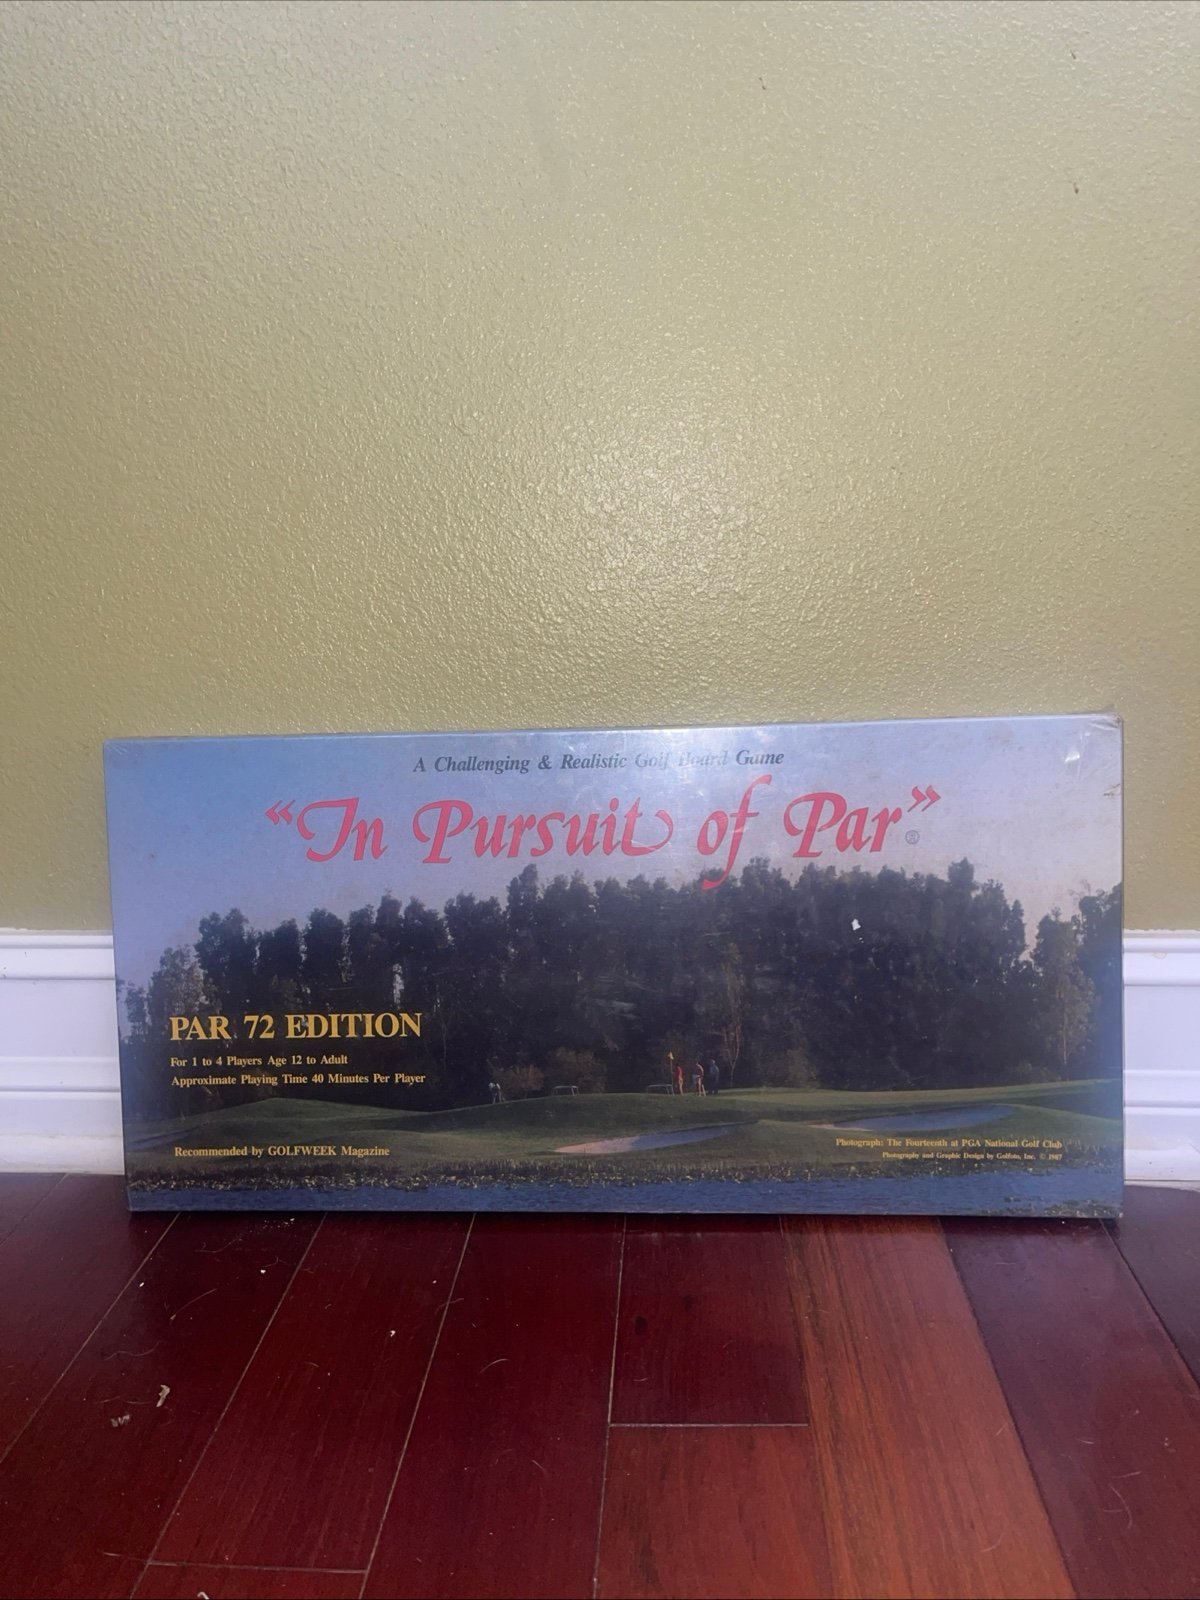 A Challenging & Realistic Golf Board Game
“In Pursuit of Par”
PAR 72 EDITION
For 1 to 4 Players Age 12 to Adult
Approximate Playing Time 40 Minutes Per Player
Recommended by GOLFWEEK Magazine
Photograph: The Fourteenth at PGA National Golf Club
Photography and Graphic Design by Golfoto, Inc. © 1987